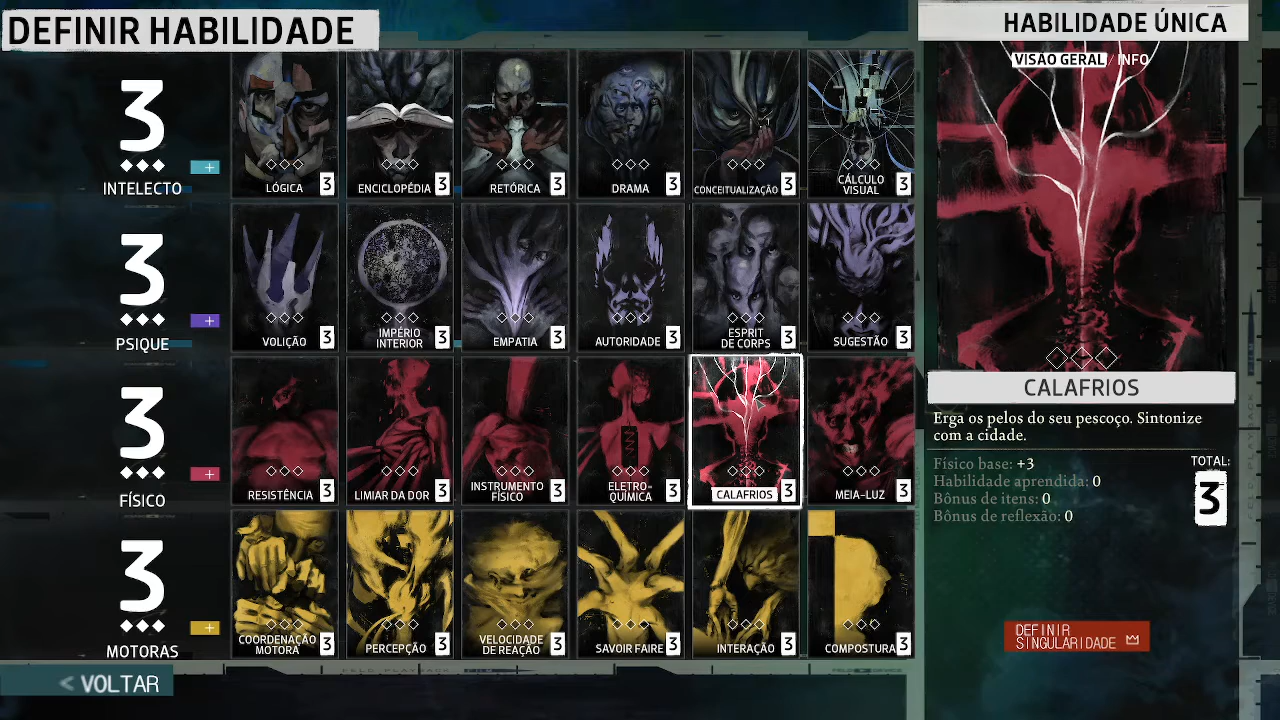 DEFINIR HABILIDADE
HABILIDADE ÚNICA
VISÃO GERAL / INFO
3
INTELECTO
+
LÓGICA 3
ENCICLOPÉDIA 3
RETÓRICA 3
DRAMA 3
CONCEITUALIZAÇÃO 3
CÁLCULO
VISUAL 3
3
PSIQUE
+
VOLIÇÃO 3
IMPÉRIO
INTERIOR 3
EMPATIA 3
AUTORIDADE 3
ESPRIT
DE CORPS 3
SUGESTÃO 3
3
FÍSICO
+
RESISTÊNCIA 3
LIMIAR DA DOR 3
INSTRUMENTO
FÍSICO 3
ELETRO-
QUÍMICA 3
CALAFRIOS 3
MEIA-LUZ 3
3
MOTORAS
+
COORDENAÇÃO
MOTORA 3
PERCEPÇÃO 3
VELOCIDADE
DE REAÇÃO 3
SAVOIR FAIRE 3
INTERAÇÃO 3
COMPOSTURA 3
CALAFRIOS
Erga os pelos do seu pescoço. Sintonize
com a cidade.
Físico base: +3
Habilidade aprendida: 0
Bônus de itens: 0
Bônus de reflexão: 0
TOTAL:
3
DEFINIR
SINGULARIDADE
< VOLTAR